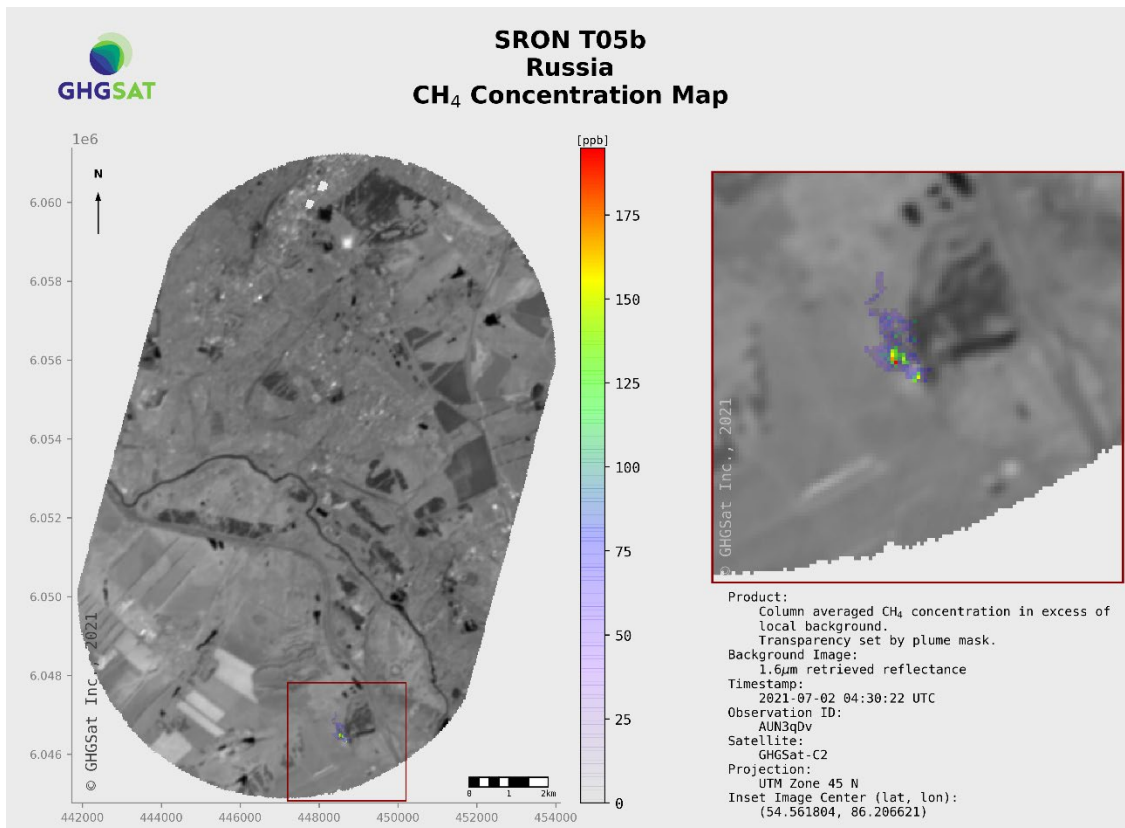 GHGSAT
SRON T05b
Russia
CH₄ Concentration Map
1e6
N
6.060
6.058
6.056
6.054
6.052
6.050
6.048
6.046
442000 444000 446000 448000 450000 452000 454000
© GHGSat Inc., 2021
0 1 2km
[ppb]
175
150
125
100
75
50
25
0
© GHGSat Inc., 2021
Product:
Column averaged CH₄ concentration in excess of
local background.
Transparency set by plume mask.
Background Image:
1.6μm retrieved reflectance
Timestamp:
2021-07-02 04:30:22 UTC
Observation ID:
AUN3qDv
Satellite:
GHGSat-C2
Projection:
UTM Zone 45 N
Inset Image Center (lat, lon):
(54.561804, 86.206621)